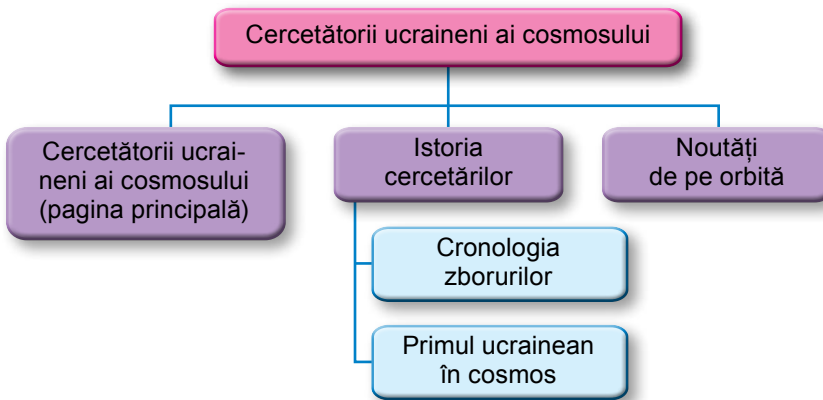 Cercetătorii ucraineni ai cosmosului
Cercetătorii ucrai-
neni ai cosmosului
(pagina principală)
Istoria
cercetărilor
Noutăți
de pe orbită
Cronologia
zborurilor
Primul ucrainean
în cosmos